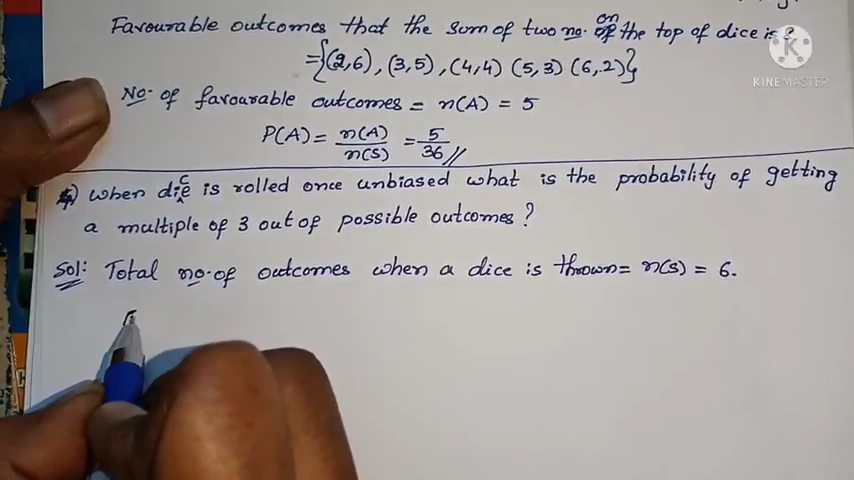 Favourable outcomes that the sum of two no. on of the top of dice is 8
={(2,6), (3,5), (4,4) (5,3) (6,2)}
KINEMASTER
No. of favourable outcomes = n(A) = 5
P(A) = n(A)/n(S) = 5/36 //
when dice is rolled once unbiased what is the probability of getting
a multiple of 3 out of possible outcomes?
Sol: Total no. of outcomes when a dice is thrown = n(S) = 6.